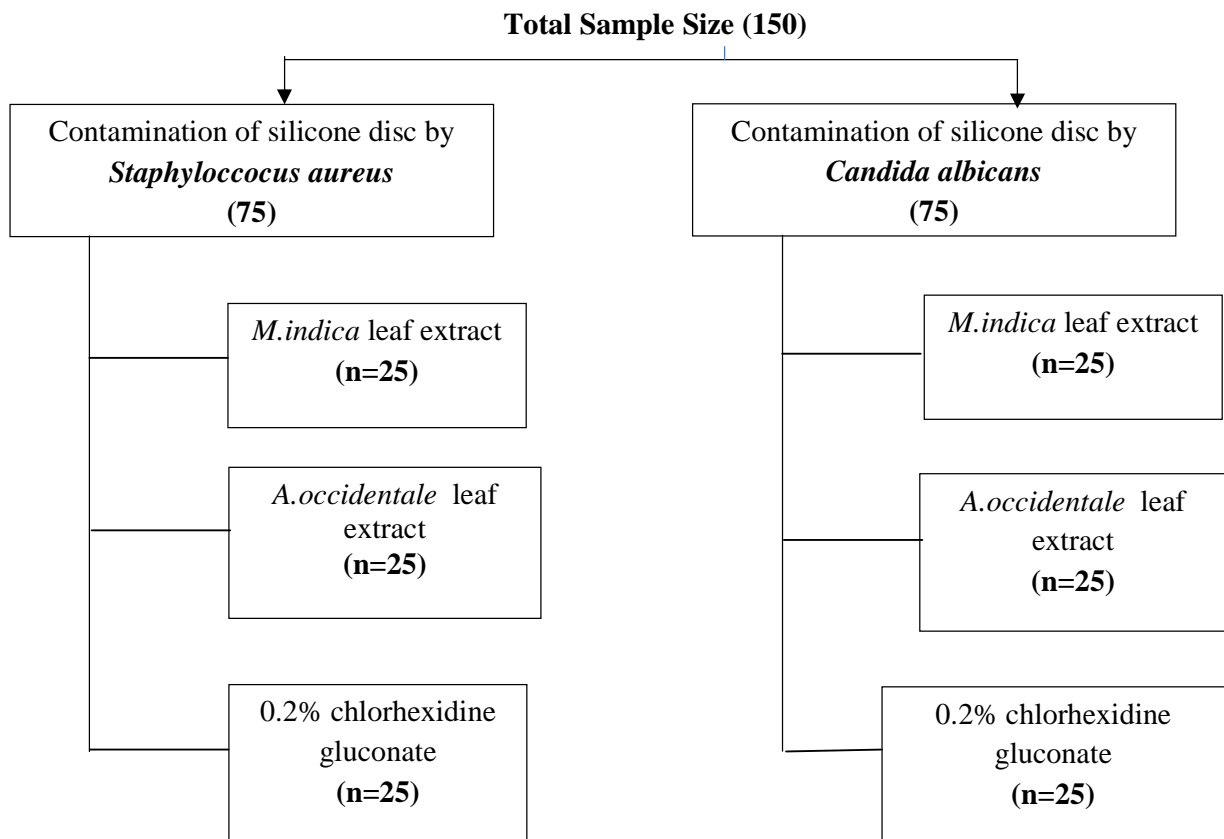 Total Sample Size (150)
Contamination of silicone disc by
Staphyloccocus aureus
(75)
M.indica leaf extract
(n=25)
A.occidentale leaf
extract
(n=25)
0.2% chlorhexidine
gluconate
(n=25)
Contamination of silicone disc by
Candida albicans
(75)
M.indica leaf extract
(n=25)
A.occidentale leaf
extract
(n=25)
0.2% chlorhexidine
gluconate
(n=25)